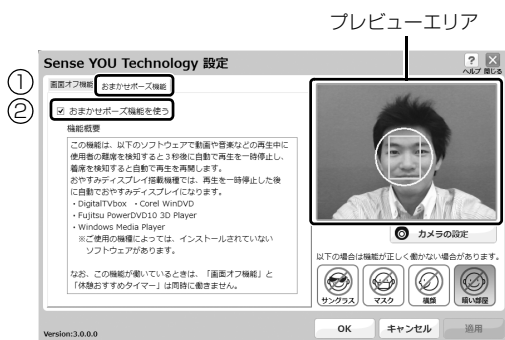 プレビューエリア
Sense YOU Technology 設定
? ×
ヘルプ 閉じる
① 画面オフ機能 おまかせポーズ機能
② おまかせポーズ機能を使う
機能概要
この機能は、以下のソフトウェアで動画や音楽などの再生中に
使用者の離席を検知すると3秒後に自動で再生を一時停止し、
着席を検知すると自動で再生を再開します。
おやすみディスプレイ搭載機種では、再生を一時停止した後
に自動でおやすみディスプレイになります。
・DigitalTVbox ・Corel WinDVD
・Fujitsu PowerDVD10 3D Player
・Windows Media Player
※ご使用の機種によっては、インストールされていない
ソフトウェアがあります。
なお、この機能が働いているときは、「画面オフ機能」と
「休憩おすすめタイマー」は同時に働きません。
カメラの設定
以下の場合は機能が正しく働かない場合があります。
サングラス マスク 横顔 暗い部屋
Version:3.0.0.0
OK キャンセル 適用